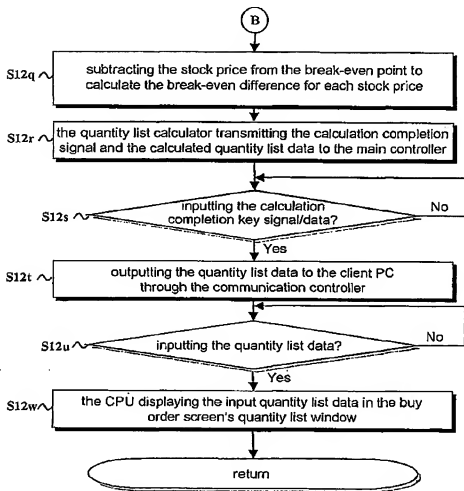 B
S12q
subtracting the stock price from the break-even point to
calculate the break-even difference for each stock price
S12r
the quantity list calculator transmitting the calculation completion
signal and the calculated quantity list data to the main controller
S12s
inputting the calculation
completion key signal/data?
No
Yes
S12t
outputting the quantity list data to the client PC
through the communication controller
S12u
inputting the quantity list data?
No
Yes
S12w
the CPU displaying the input quantity list data in the buy
order screen's quantity list window
return